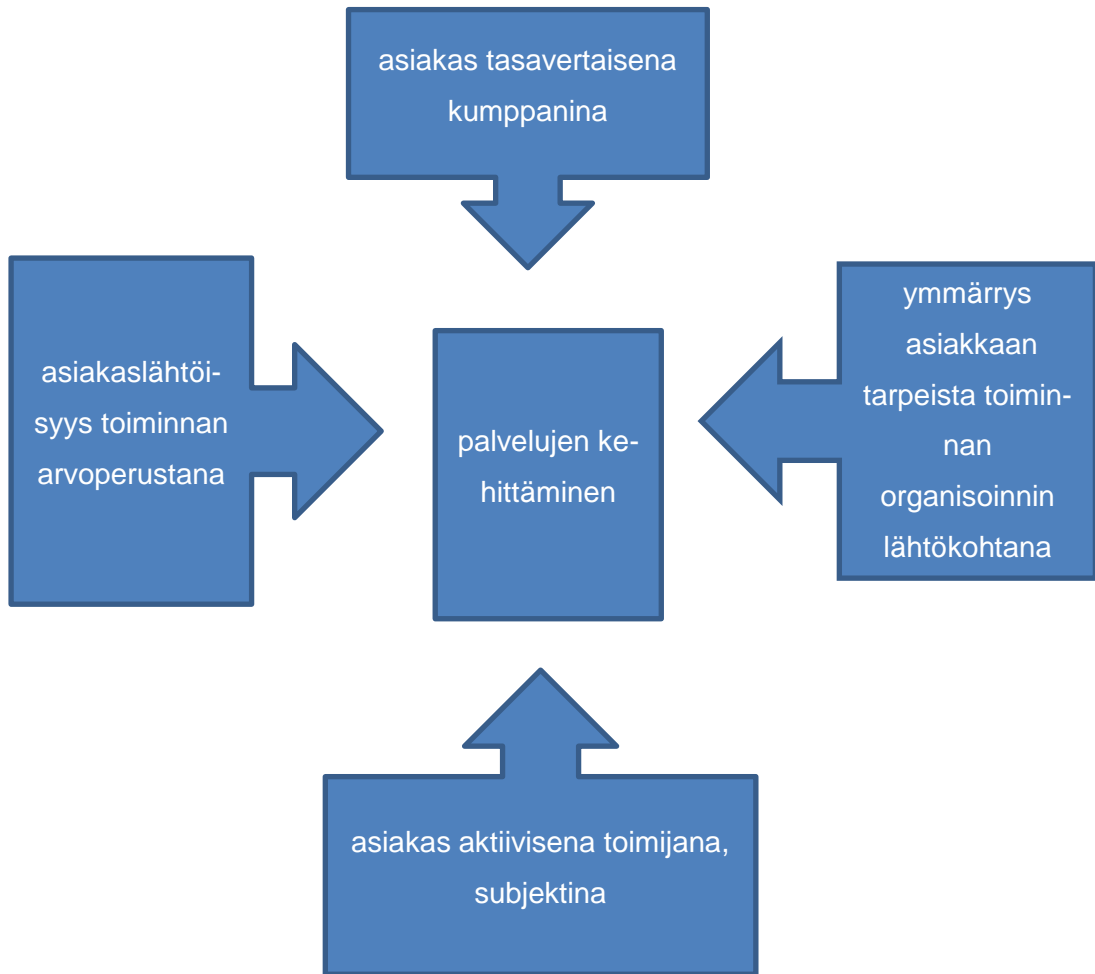 asiakas tasavertaisena
kumppanina
asiakaslähtöi-
syys toiminnan
arvoperustana
palvelujen ke-
hittäminen
ymmärrys
asiakkaan
tarpeista toimin-
nan
organisoinnin
lähtökohtana
asiakas aktiivisena toimijana,
subjektina